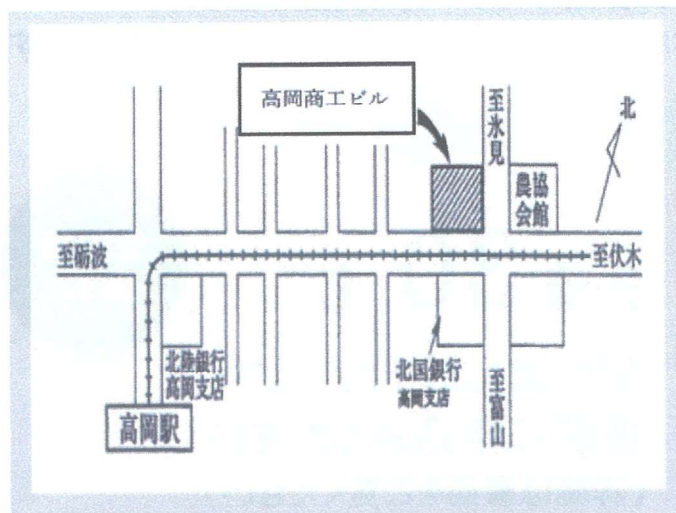 高岡商工ビル
至氷見
北
農協
会館
至砺波
至伏木
北陸銀行
高岡支店
北国銀行
高岡支店
至富山
高岡駅